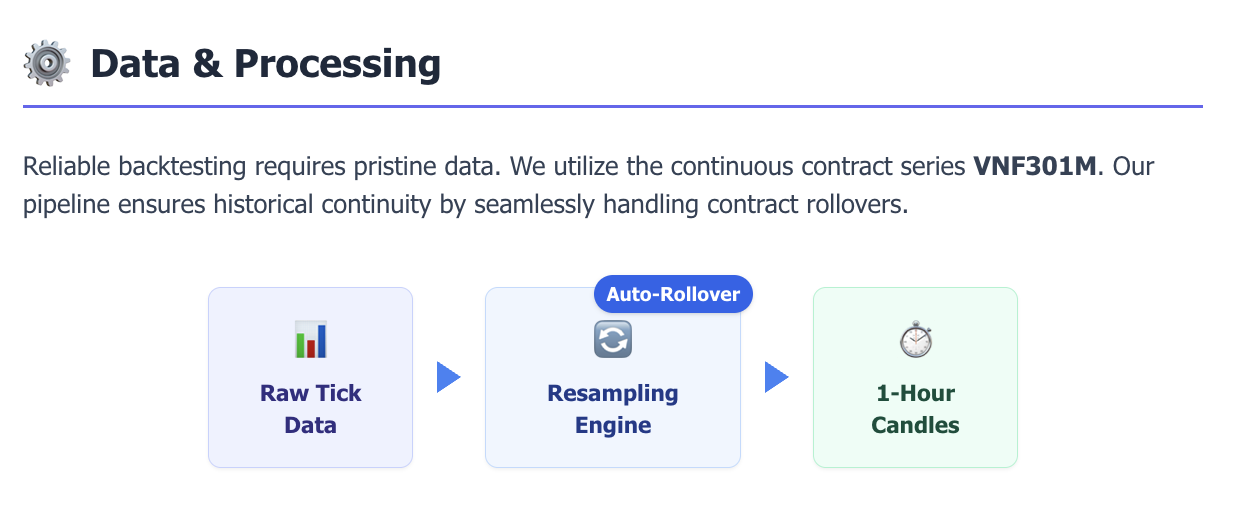 Data & Processing
Reliable backtesting requires pristine data. We utilize the continuous contract series VNF301M. Our
pipeline ensures historical continuity by seamlessly handling contract rollovers.
Auto-Rollover
Raw Tick
Data
Resampling
Engine
1-Hour
Candles